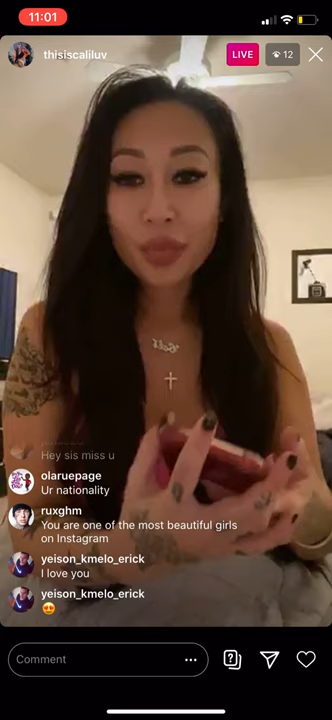 11:01
thisiscaliluv
LIVE
12
Hey sis miss u
olaruepage
Ur nationality
ruxghm
You are one of the most beautiful girls
on Instagram
yeison_kmelo_erick
I love you
yeison_kmelo_erick
😍
Comment